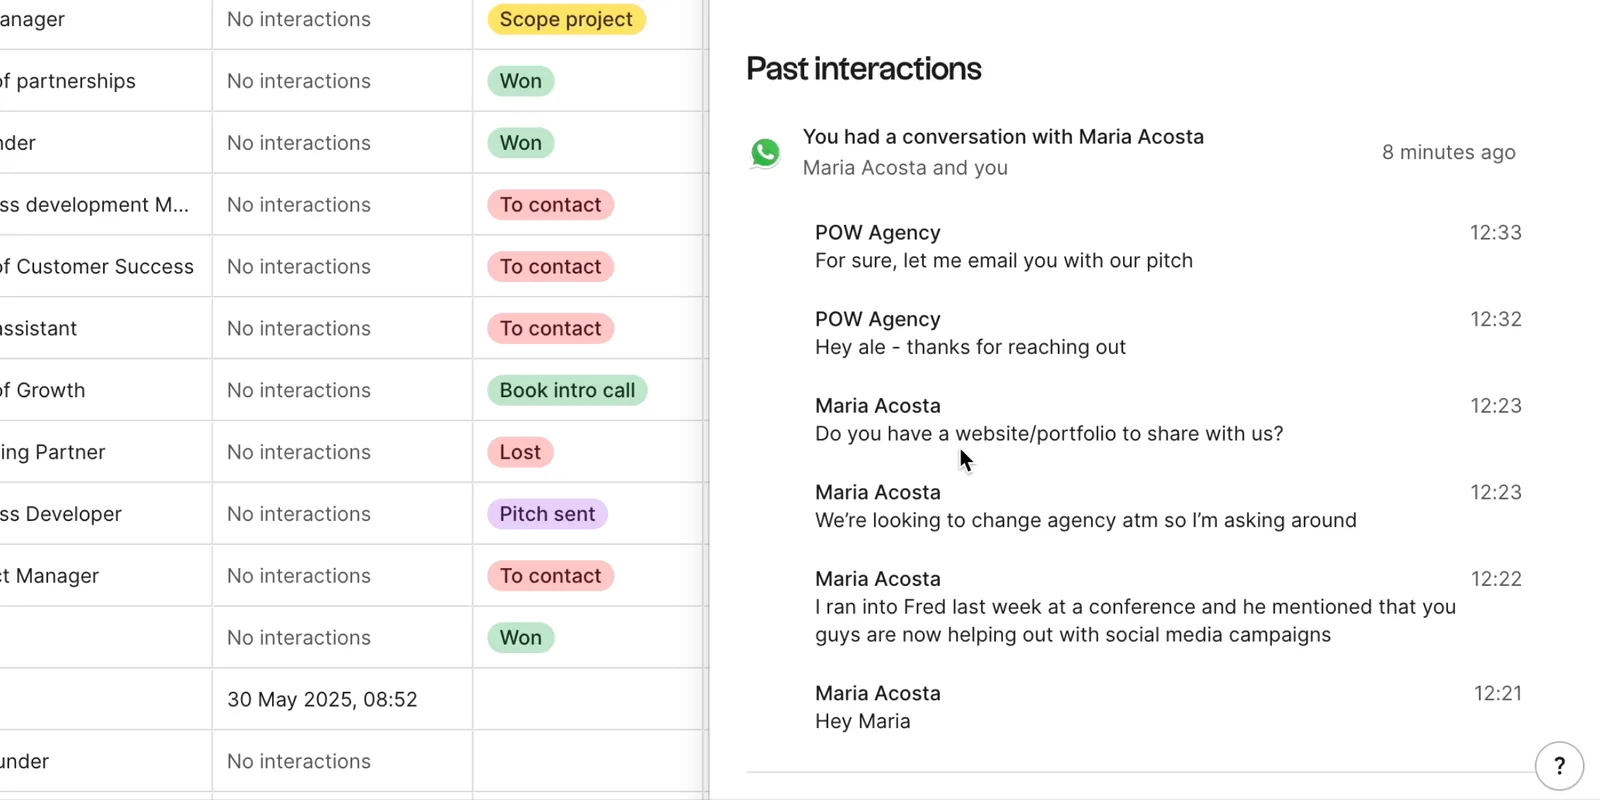 anager No interactions Scope project
of partnerships No interactions Won
nder No interactions Won
ss development M... No interactions To contact
of Customer Success No interactions To contact
assistant No interactions To contact
of Growth No interactions Book intro call
ing Partner No interactions Lost
ss Developer No interactions Pitch sent
ct Manager No interactions To contact
No interactions Won
30 May 2025, 08:52
under No interactions
Past interactions
You had a conversation with Maria Acosta
Maria Acosta and you
8 minutes ago
POW Agency 12:33
For sure, let me email you with our pitch
POW Agency 12:32
Hey ale - thanks for reaching out
Maria Acosta 12:23
Do you have a website/portfolio to share with us?
Maria Acosta 12:23
We’re looking to change agency atm so I’m asking around
Maria Acosta 12:22
I ran into Fred last week at a conference and he mentioned that you
guys are now helping out with social media campaigns
Maria Acosta 12:21
Hey Maria
?